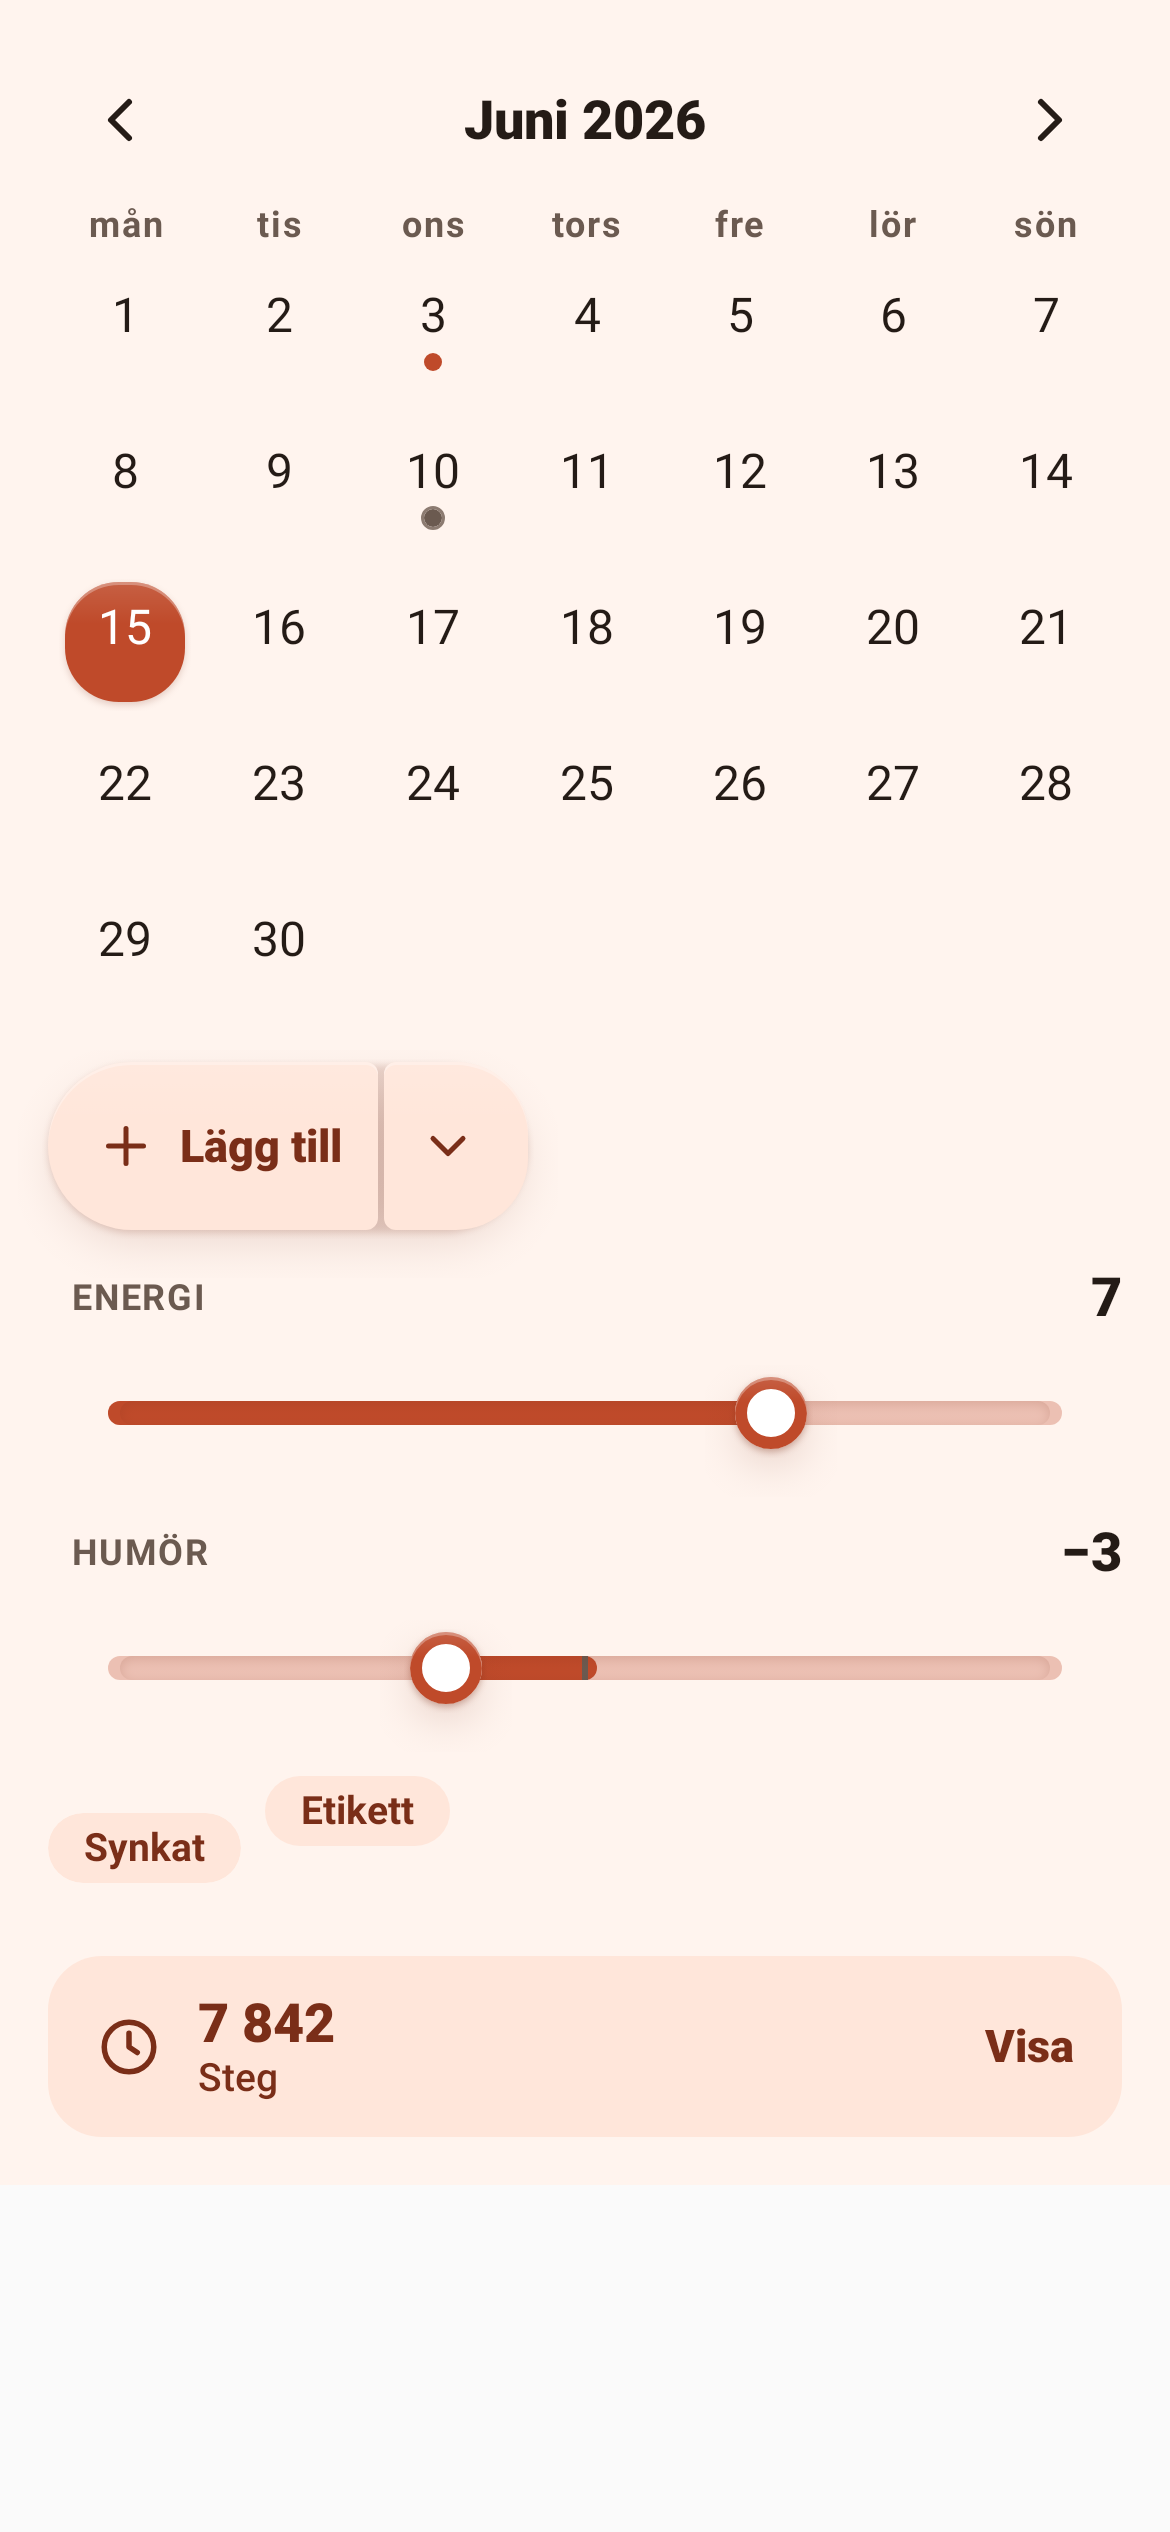 Juni 2026
mån tis ons tors fre lör sön
1 2 3 4 5 6 7
8 9 10 11 12 13 14
15 16 17 18 19 20 21
22 23 24 25 26 27 28
29 30
Lägg till
ENERGI 7
HUMÖR −3
Etikett
Synkat
7 842
Steg
Visa